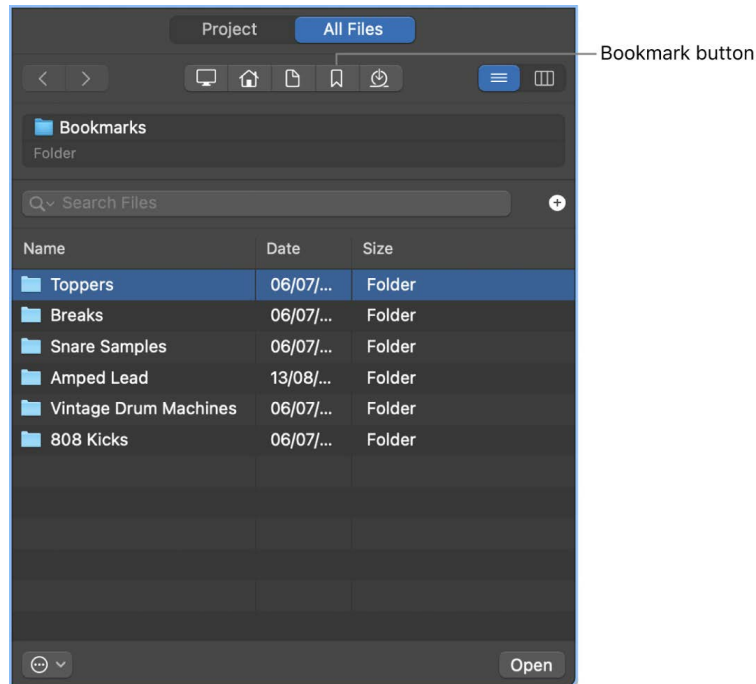 Project All Files
Bookmark button
Bookmarks
Folder
Search Files
Name Date Size
Toppers 06/07/... Folder
Breaks 06/07/... Folder
Snare Samples 06/07/... Folder
Amped Lead 13/08/... Folder
Vintage Drum Machines 06/07/... Folder
808 Kicks 06/07/... Folder
Open